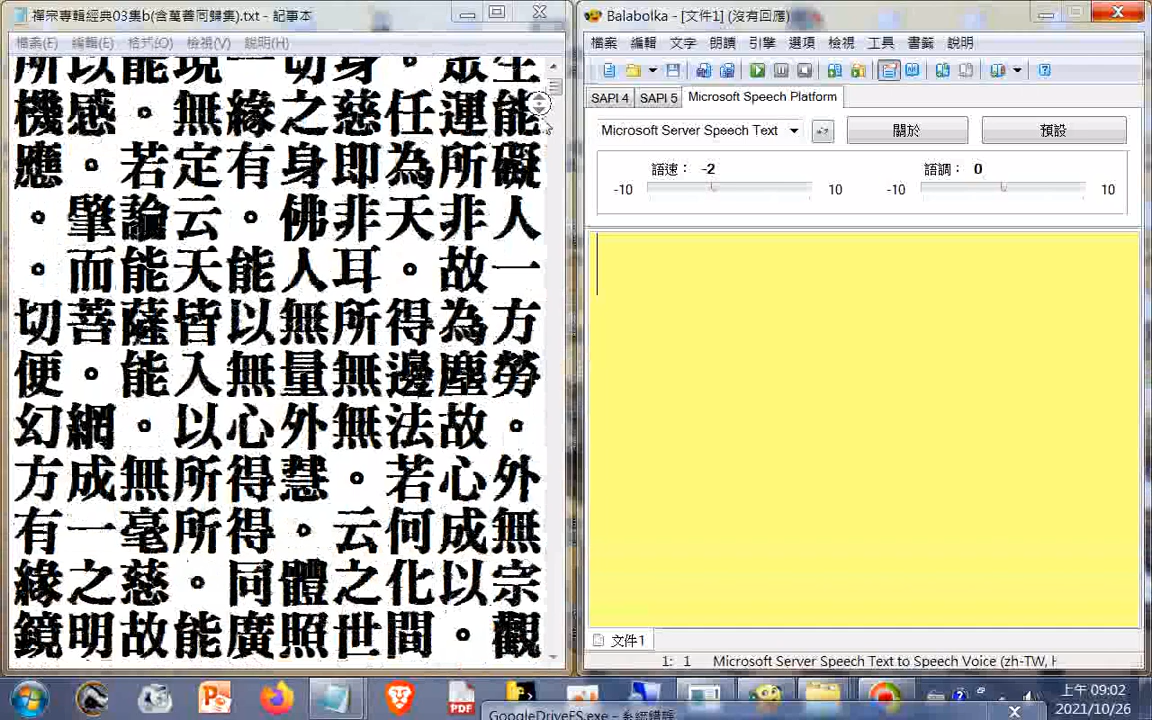 禪宗專輯經典03集b(含萬善同歸集).txt - 記事本
檔案(F) 編輯(E) 格式(O) 檢視(V) 說明(H)
所以能現一切身。眾生
機感。無緣之慈任運能
應。若定有身即為所礙
。肇論云。佛非天非人
。而能天能人耳。故一
切菩薩皆以無所得為方
便。能入無量無邊塵勞
幻網。以心外無法故。
方成無所得慧。若心外
有一毫所得。云何成無
緣之慈。同體之化以宗
鏡明故能廣照世間。觀
Balabolka - [文件1] (沒有回應)
檔案 編輯 文字 朗讀 引擎 選項 檢視 工具 書籤 說明
SAPI 4 SAPI 5 Microsoft Speech Platform
Microsoft Server Speech Text 關於 預設
語速： -2 語調： 0
-10 10 -10 10
文件1
1: 1 Microsoft Server Speech Text to Speech Voice (zh-TW, H
GoogleDriveFS.exe - 系統錯誤
上午 09:02
2021/10/26